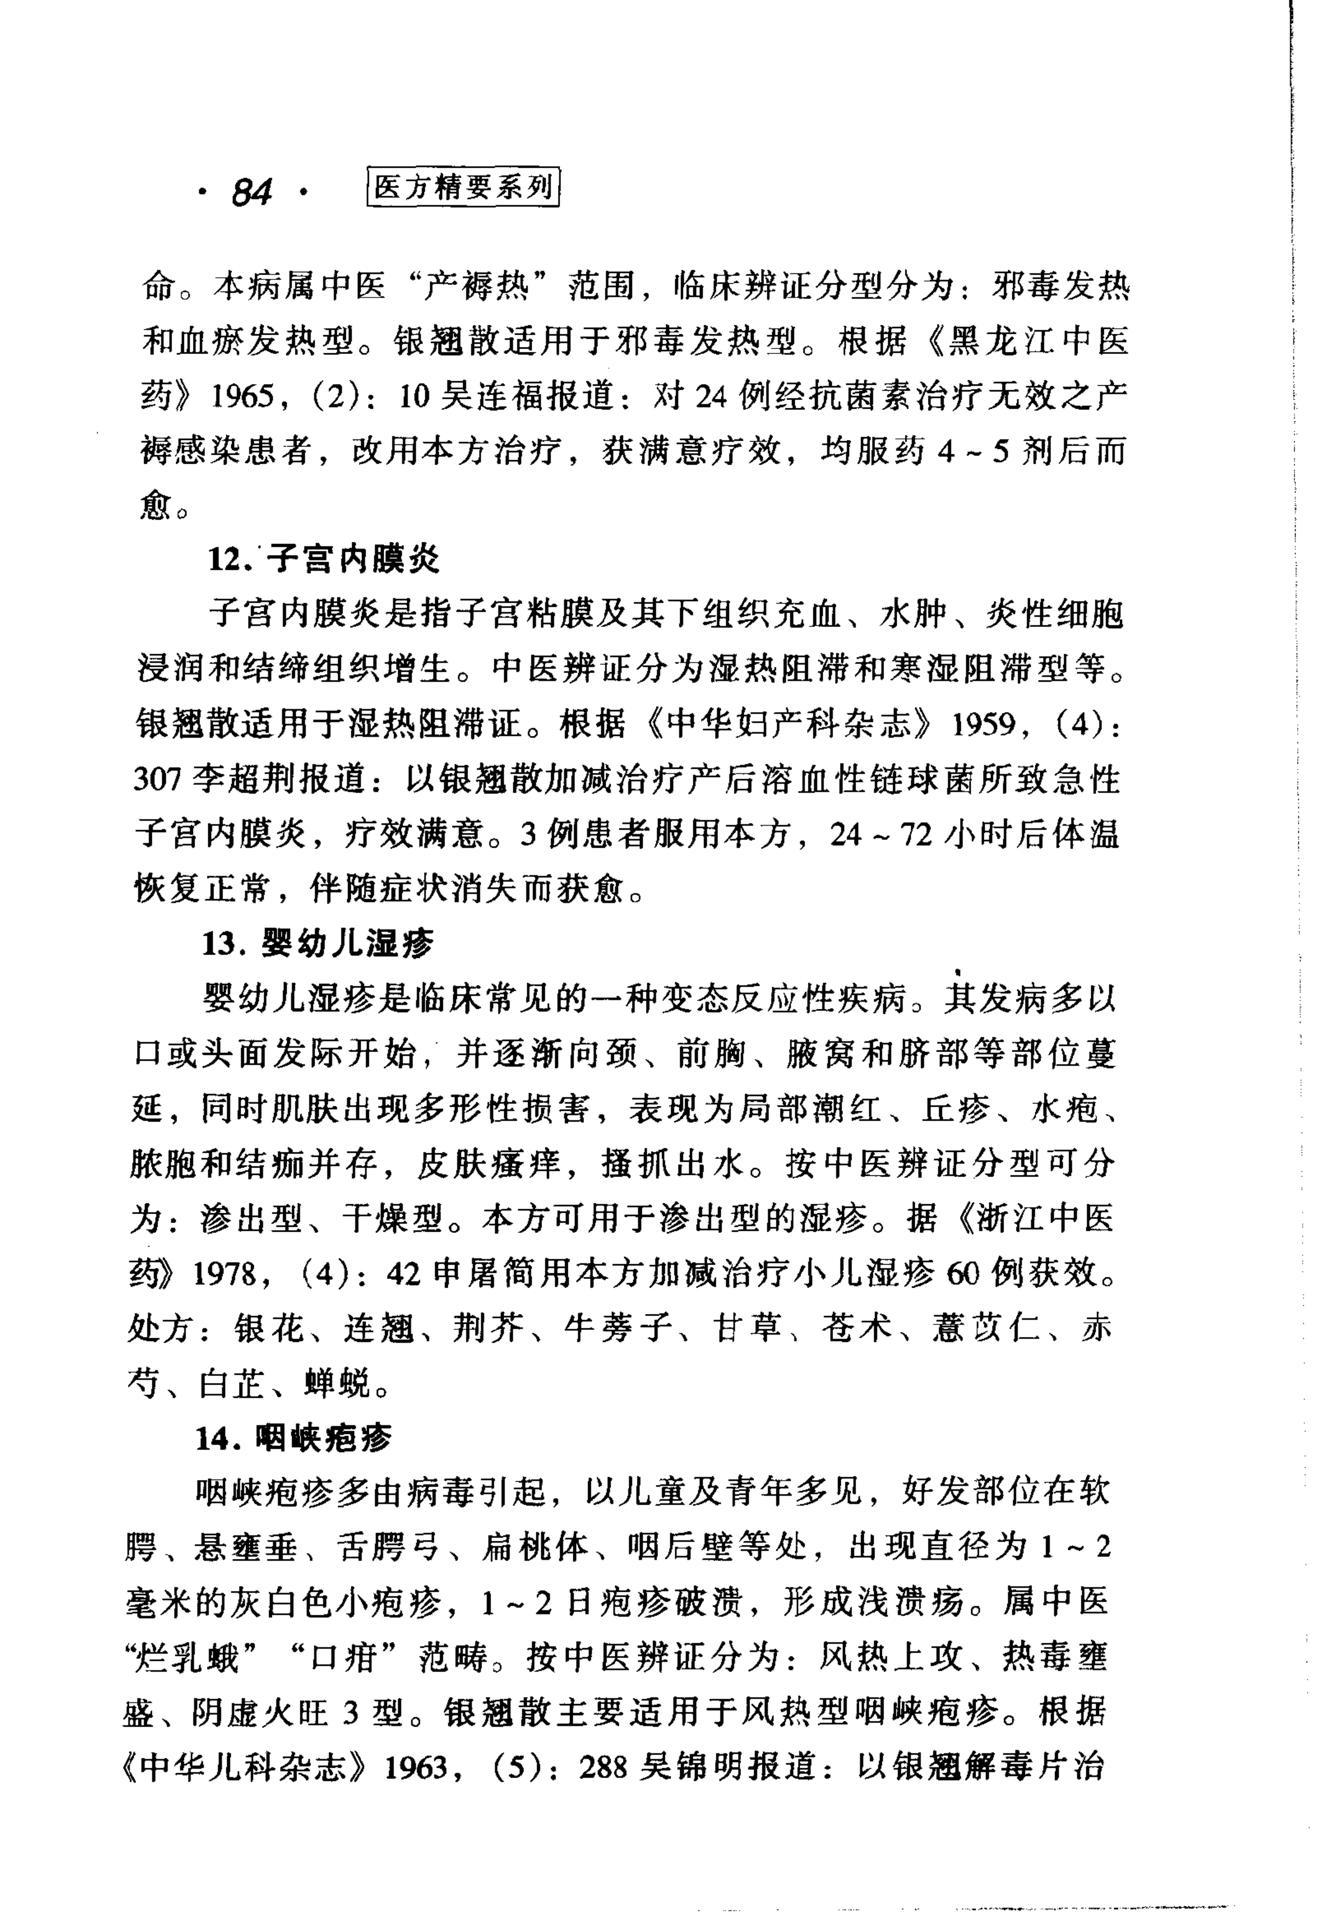 · 84 · 医方精要系列
命。本病属中医“产褥热”范围，临床辨证分型分为：邪毒发热
和血瘀发热型。银翘散适用于邪毒发热型。根据《黑龙江中医
药》1965，（2）：10 吴连福报道：对 24 例经抗菌素治疗无效之产
褥感染患者，改用本方治疗，获满意疗效，均服药 4～5 剂后而
愈。
12. 子宫内膜炎
子宫内膜炎是指子宫粘膜及其下组织充血、水肿、炎性细胞
浸润和结缔组织增生。中医辨证分为湿热阻滞和寒湿阻滞型等。
银翘散适用于湿热阻滞证。根据《中华妇产科杂志》1959，（4）：
307 李超荆报道：以银翘散加减治疗产后溶血性链球菌所致急性
子宫内膜炎，疗效满意。3 例患者服用本方，24～72 小时后体温
恢复正常，伴随症状消失而获愈。
13. 婴幼儿湿疹
婴幼儿湿疹是临床常见的一种变态反应性疾病。其发病多以
口或头面发际开始，并逐渐向颈、前胸、腋窝和脐部等部位蔓
延，同时肌肤出现多形性损害，表现为局部潮红、丘疹、水疱、
脓胞和结痂并存，皮肤瘙痒，搔抓出水。按中医辨证分型可分
为：渗出型、干燥型。本方可用于渗出型的湿疹。据《浙江中医
药》1978，（4）：42 申屠简用本方加减治疗小儿湿疹 60 例获效。
处方：银花、连翘、荆芥、牛蒡子、甘草、苍术、薏苡仁、赤
芍、白芷、蝉蜕。
14. 咽峡疱疹
咽峡疱疹多由病毒引起，以儿童及青年多见，好发部位在软
腭、悬壅垂、舌腭弓、扁桃体、咽后壁等处，出现直径为 1～2
毫米的灰白色小疱疹，1～2 日疱疹破溃，形成浅溃疡。属中医
“烂乳蛾”“口疳”范畴。按中医辨证分为：风热上攻、热毒壅
盛、阴虚火旺 3 型。银翘散主要适用于风热型咽峡疱疹。根据
《中华儿科杂志》1963，（5）：288 吴锦明报道：以银翘解毒片治